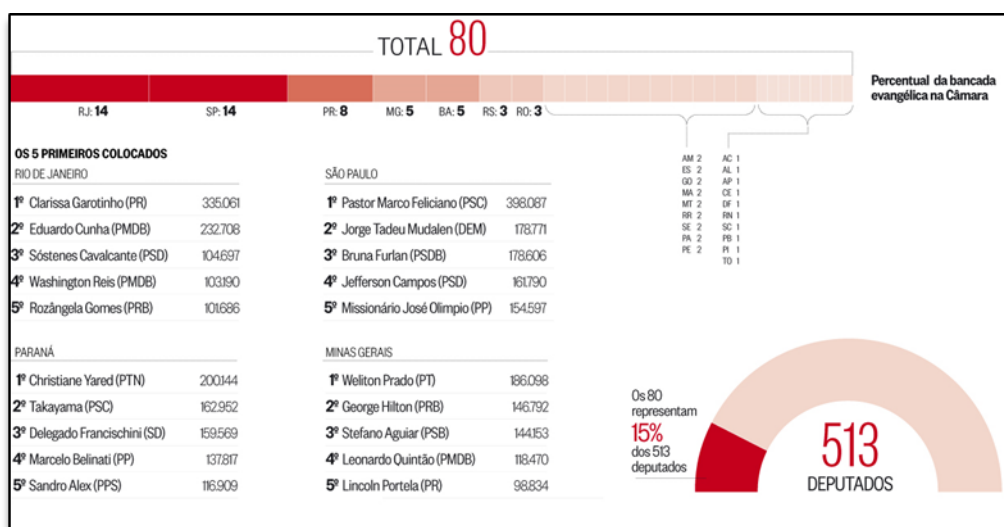 TOTAL 80
Percentual da bancada
evangélica na Câmara
RJ: 14 SP: 14 PR: 8 MG: 5 BA: 5 RS: 3 RO: 3
AM 2 AC 1
ES 2 AL 1
GO 2 AP 1
MA 2 CE 1
MT 2 DF 1
RR 2 RN 1
SE 2 SC 1
PA 2 PB 1
PE 2 PI 1
TO 1
OS 5 PRIMEIROS COLOCADOS
RIO DE JANEIRO
1º Clarissa Garotinho (PR) 335.061
2º Eduardo Cunha (PMDB) 232.708
3º Sóstenes Cavalcante (PSD) 104.697
4º Washington Reis (PMDB) 103.190
5º Rozângela Gomes (PRB) 101.686
SÃO PAULO
1º Pastor Marco Feliciano (PSC) 398.087
2º Jorge Tadeu Mudalen (DEM) 178.771
3º Bruna Furlan (PSDB) 178.606
4º Jefferson Campos (PSD) 161.790
5º Missionário José Olimpio (PP) 154.597
PARANÁ
1º Christiane Yared (PTN) 200.144
2º Takayama (PSC) 162.952
3º Delegado Francischini (SD) 159.569
4º Marcelo Belinati (PP) 137.817
5º Sandro Alex (PPS) 116.909
MINAS GERAIS
1º Weliton Prado (PT) 186.098
2º George Hilton (PRB) 146.792
3º Stefano Aguiar (PSB) 144.153
4º Leonardo Quintão (PMDB) 118.470
5º Lincoln Portela (PR) 98.834
Os 80
representam
15%
dos 513
deputados
513
DEPUTADOS